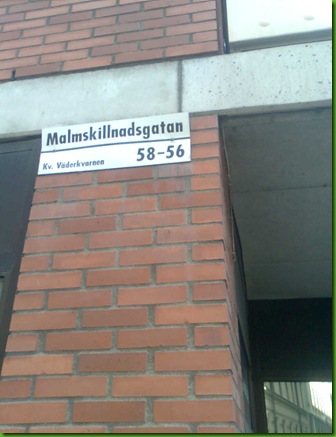 Malmskillnadsgatan
Kv. Väderkvarnen 58-56